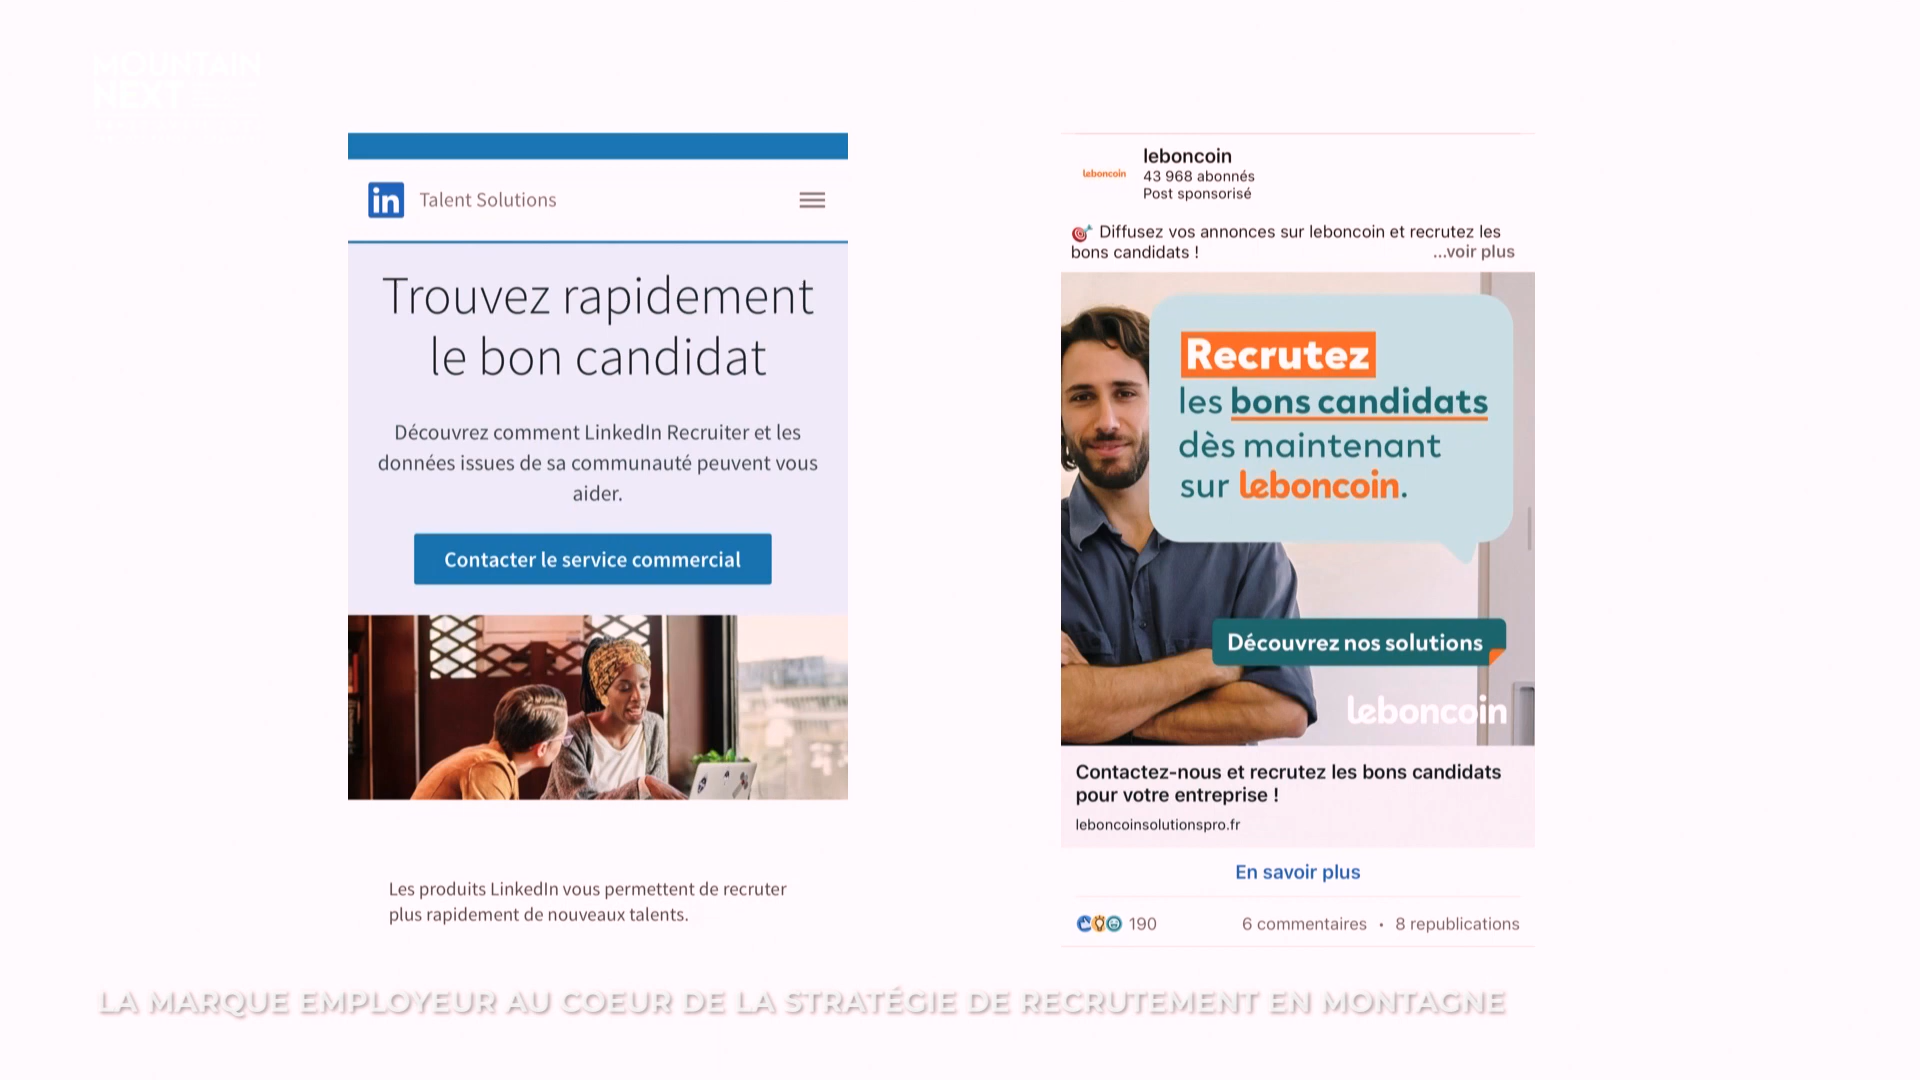 MOUNTAIN
NEXT
in Talent Solutions
Trouvez rapidement
le bon candidat
Découvrez comment LinkedIn Recruiter et les
données issues de sa communauté peuvent vous
aider.
Contacter le service commercial
Les produits LinkedIn vous permettent de recruter
plus rapidement de nouveaux talents.
leboncoin
leboncoin
43 968 abonnés
Post sponsorisé
Diffusez vos annonces sur leboncoin et recrutez les
bons candidats !
...voir plus
Recrutez
les bons candidats
dès maintenant
sur leboncoin.
Découvrez nos solutions
leboncoin
Contactez-nous et recrutez les bons candidats
pour votre entreprise !
leboncoinsolutionspro.fr
En savoir plus
190 6 commentaires • 8 republications
LA MARQUE EMPLOYEUR AU COEUR DE LA STRATÉGIE DE RECRUTEMENT EN MONTAGNE